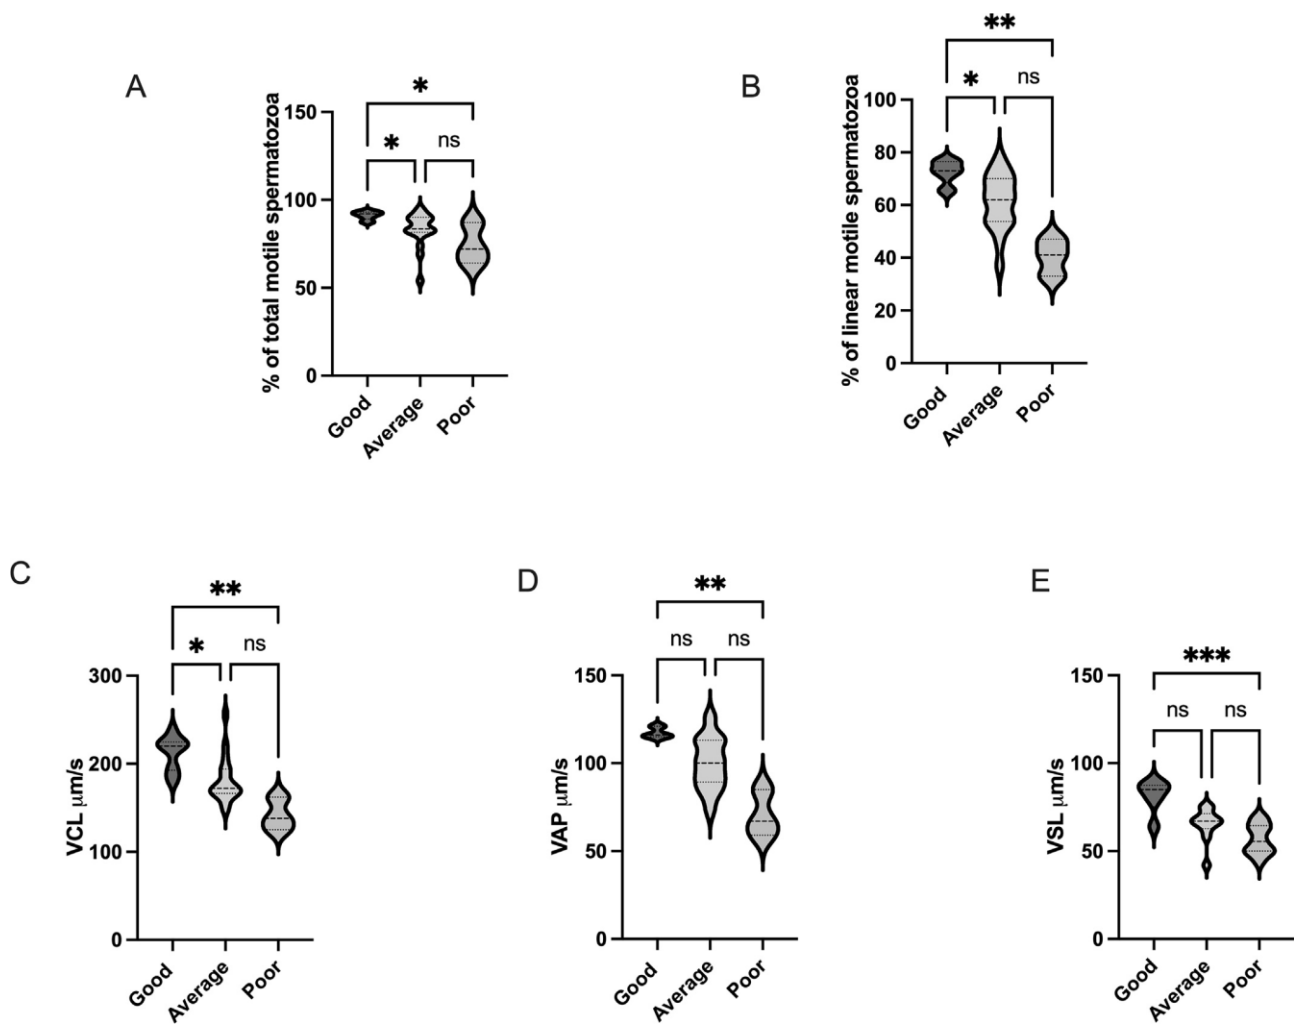 A
% of total motile spermatozoa
150
100
50
0
*
*
ns
Good
Average
Poor
B
% of linear motile spermatozoa
100
80
60
40
20
0
**
*
ns
Good
Average
Poor
C
VCL μm/s
300
200
100
0
**
*
ns
Good
Average
Poor
D
VAP μm/s
150
100
50
0
**
ns
ns
Good
Average
Poor
E
VSL μm/s
150
100
50
0
***
ns
ns
Good
Average
Poor